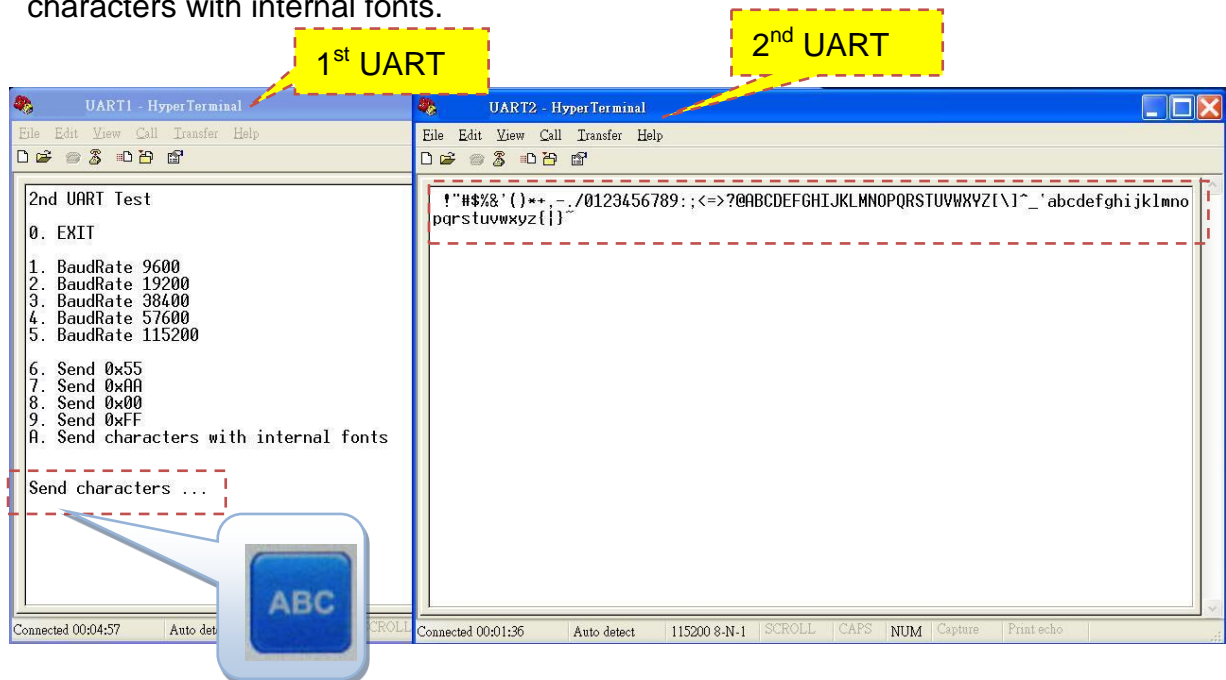 characters with internal fonts.
1st UART
2nd UART
UART1 - HyperTerminal
File Edit View Call Transfer Help
2nd UART Test
0. EXIT
1. BaudRate 9600
2. BaudRate 19200
3. BaudRate 38400
4. BaudRate 57600
5. BaudRate 115200
6. Send 0x55
7. Send 0xAA
8. Send 0x00
9. Send 0xFF
A. Send characters with internal fonts
Send characters ...
ABC
Connected 00:04:57 Auto det
UART2 - HyperTerminal
File Edit View Call Transfer Help
!"#$%&'()*+,-./0123456789:;<=>?@ABCDEFGHIJKLMNOPQRSTUVWXYZ[\]^_'abcdefghijklmno
pqrstuvwxyz{|}~
Connected 00:01:36 Auto detect 115200 8-N-1 SCROLL CAPS NUM Capture Print echo